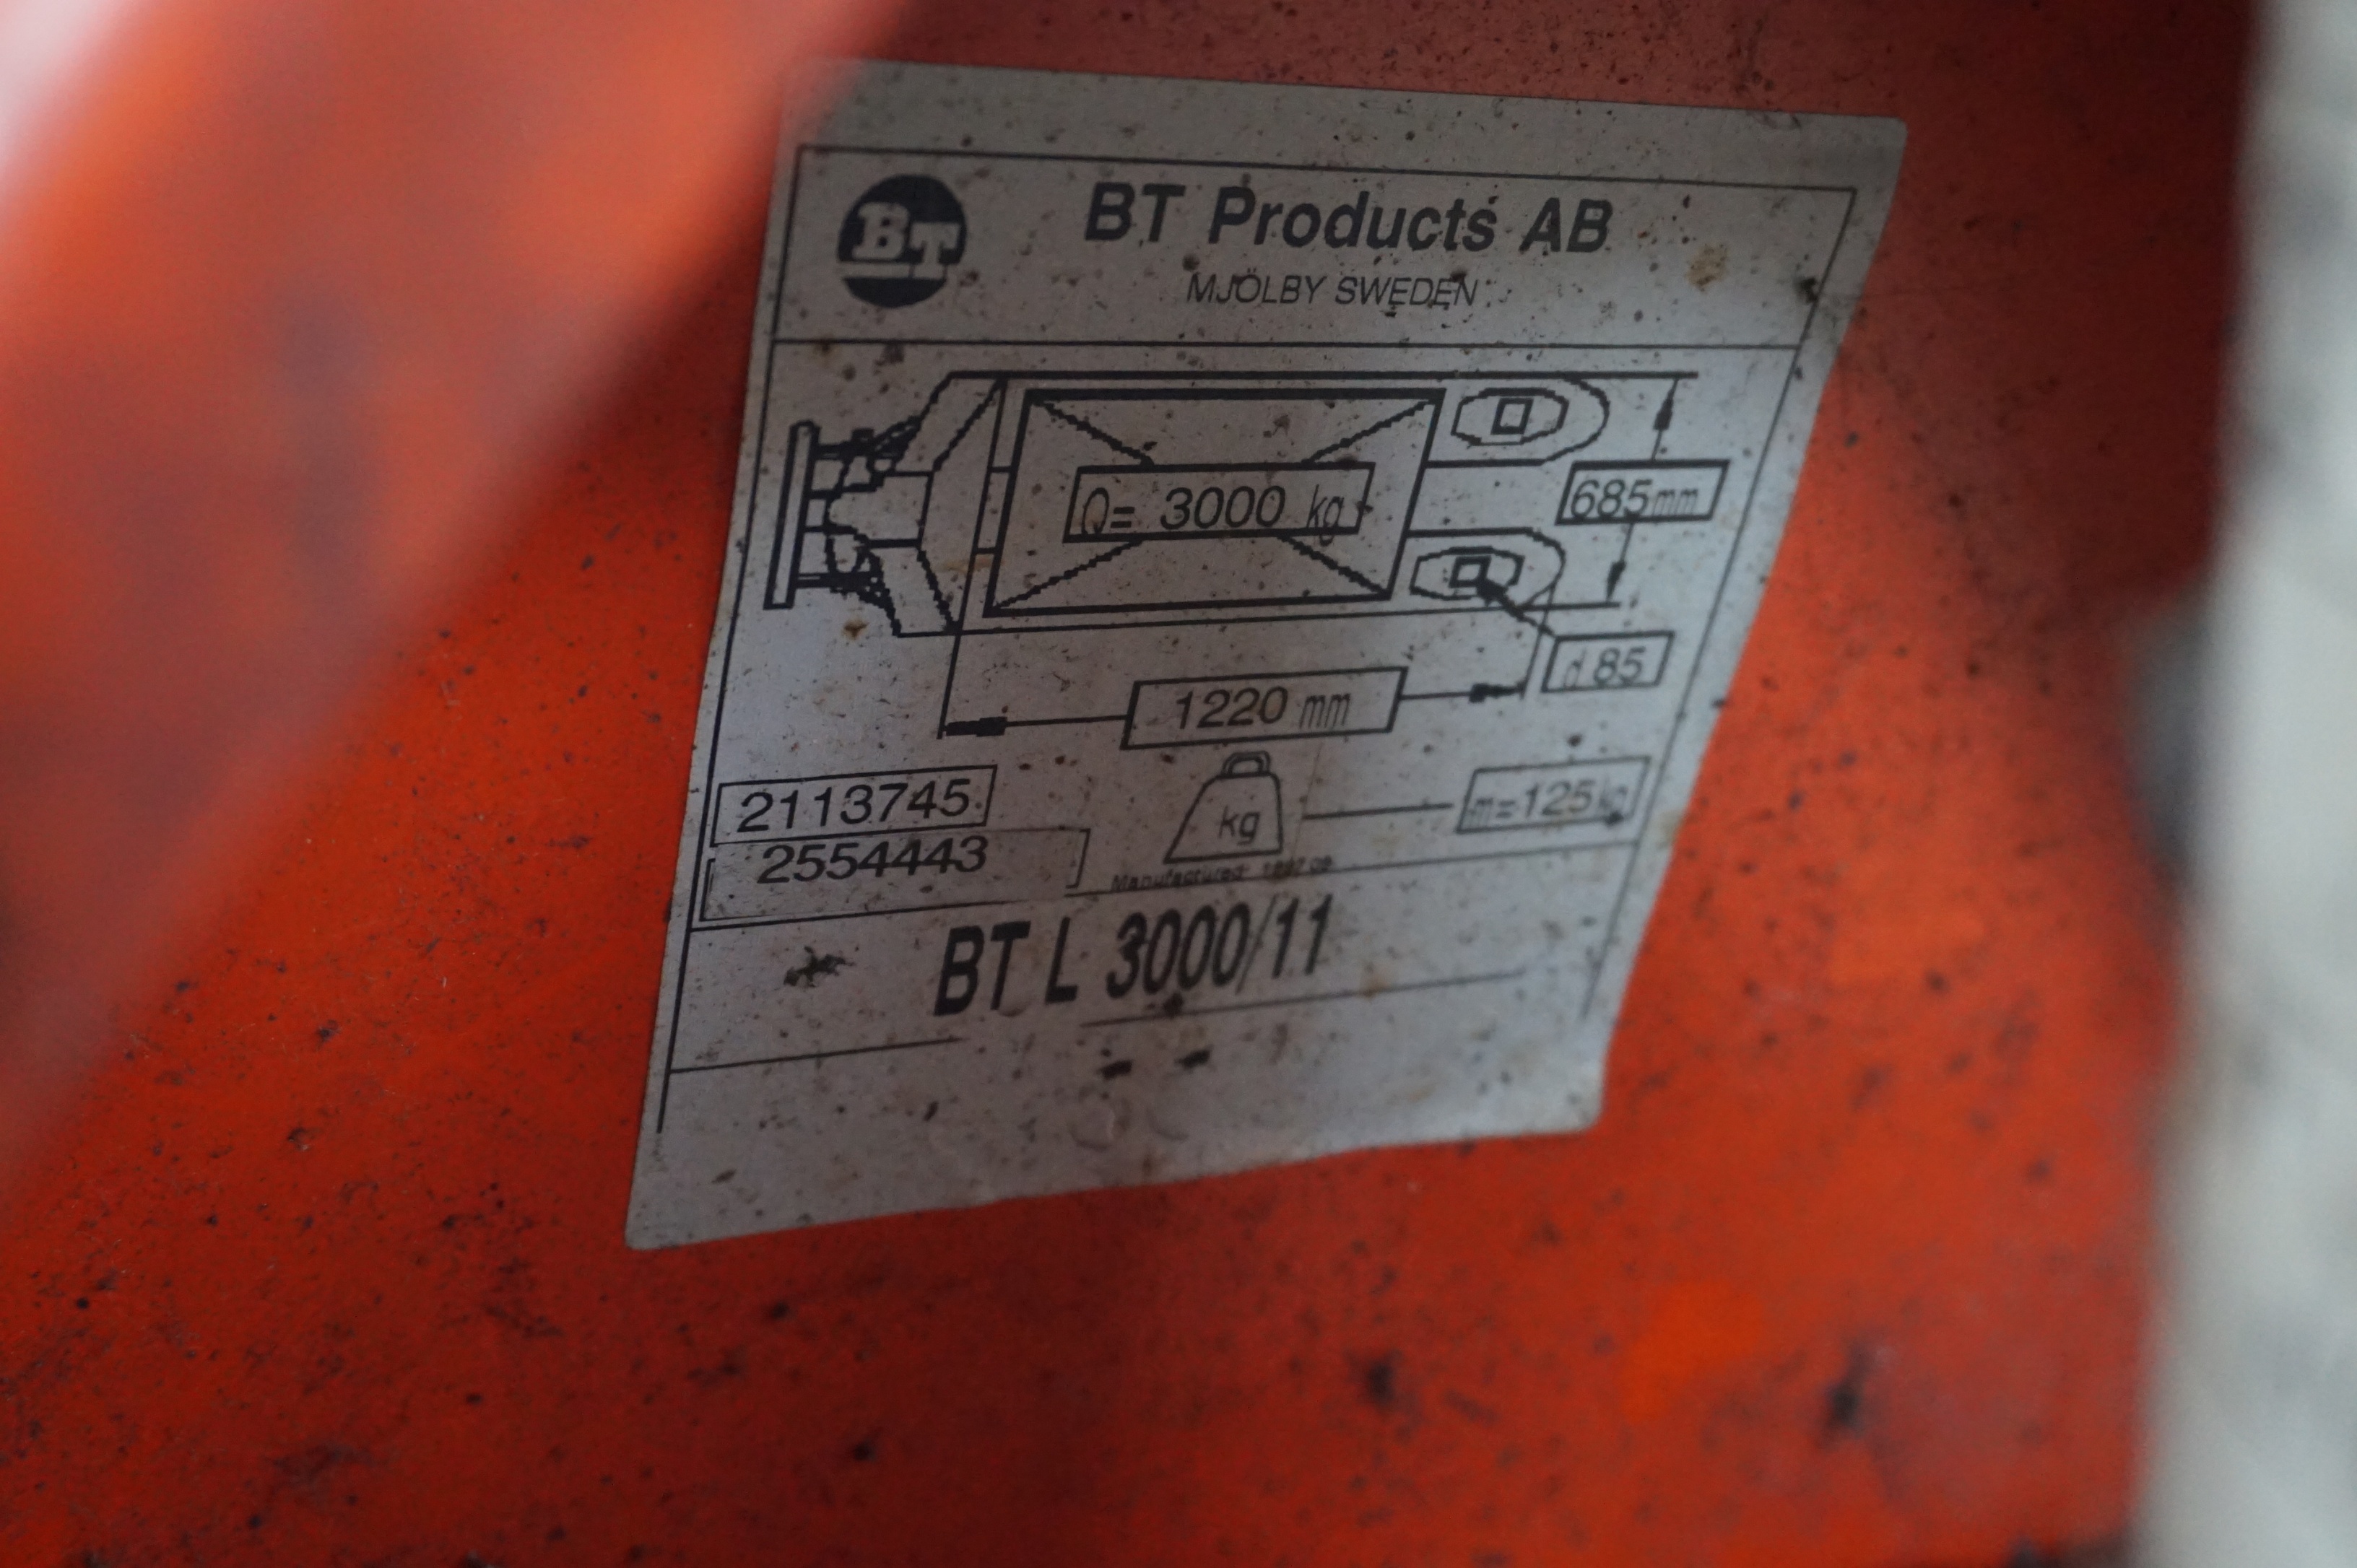 BT
BT Products AB
MJÖLBY SWEDEN
Q= 3000 kg
685mm
d 85
1220 mm
2113745
kg
m=125kg
2554443
Manufactured:
BT L 3000/11